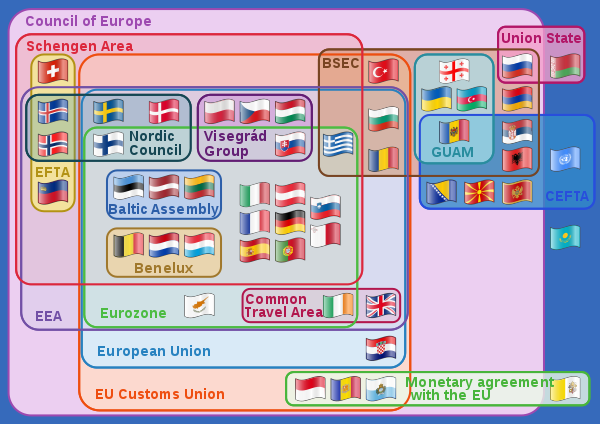 Council of Europe
Schengen Area
Union State
BSEC
Nordic
Council
Visegrád
Group
GUAM
EFTA
CEFTA
Baltic Assembly
Benelux
Common
Travel Area
EEA
Eurozone
European Union
EU Customs Union
Monetary agreement
with the EU